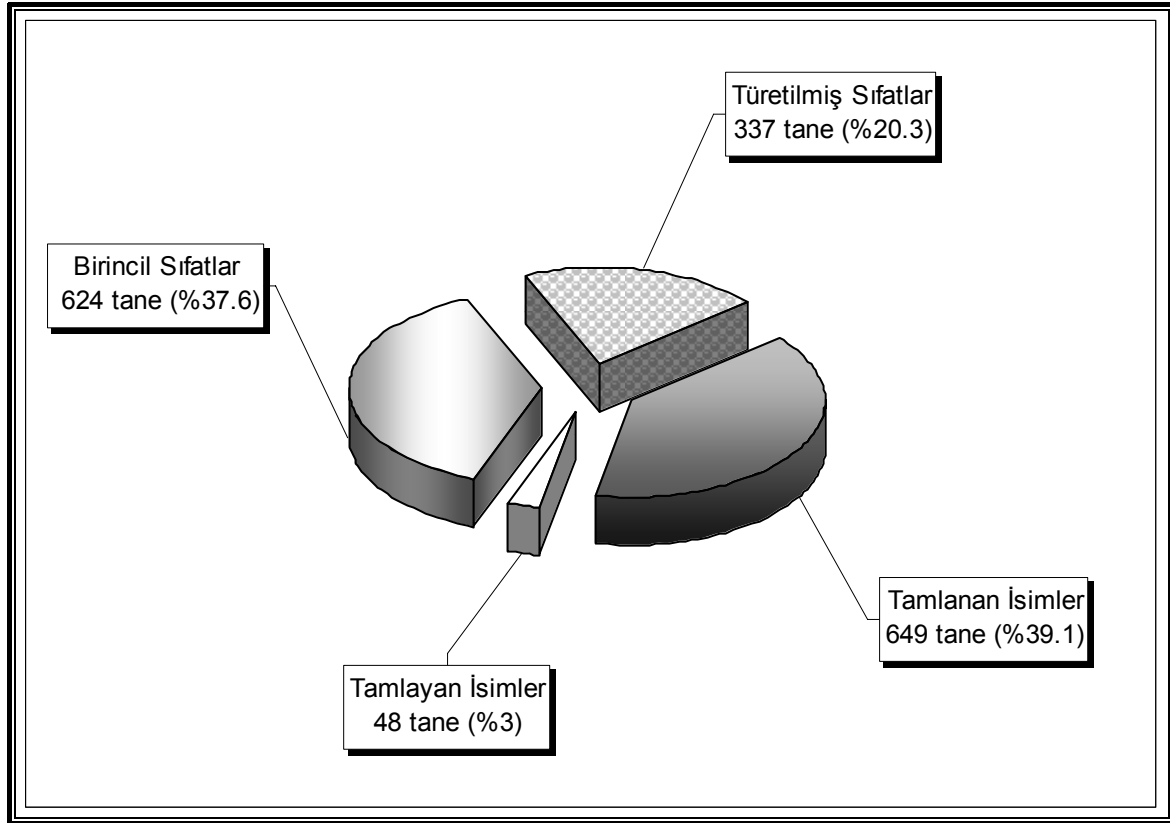 Türetilmiş Sıfatlar
337 tane (%20.3)
Birincil Sıfatlar
624 tane (%37.6)
Tamlanan İsimler
649 tane (%39.1)
Tamlayan İsimler
48 tane (%3)